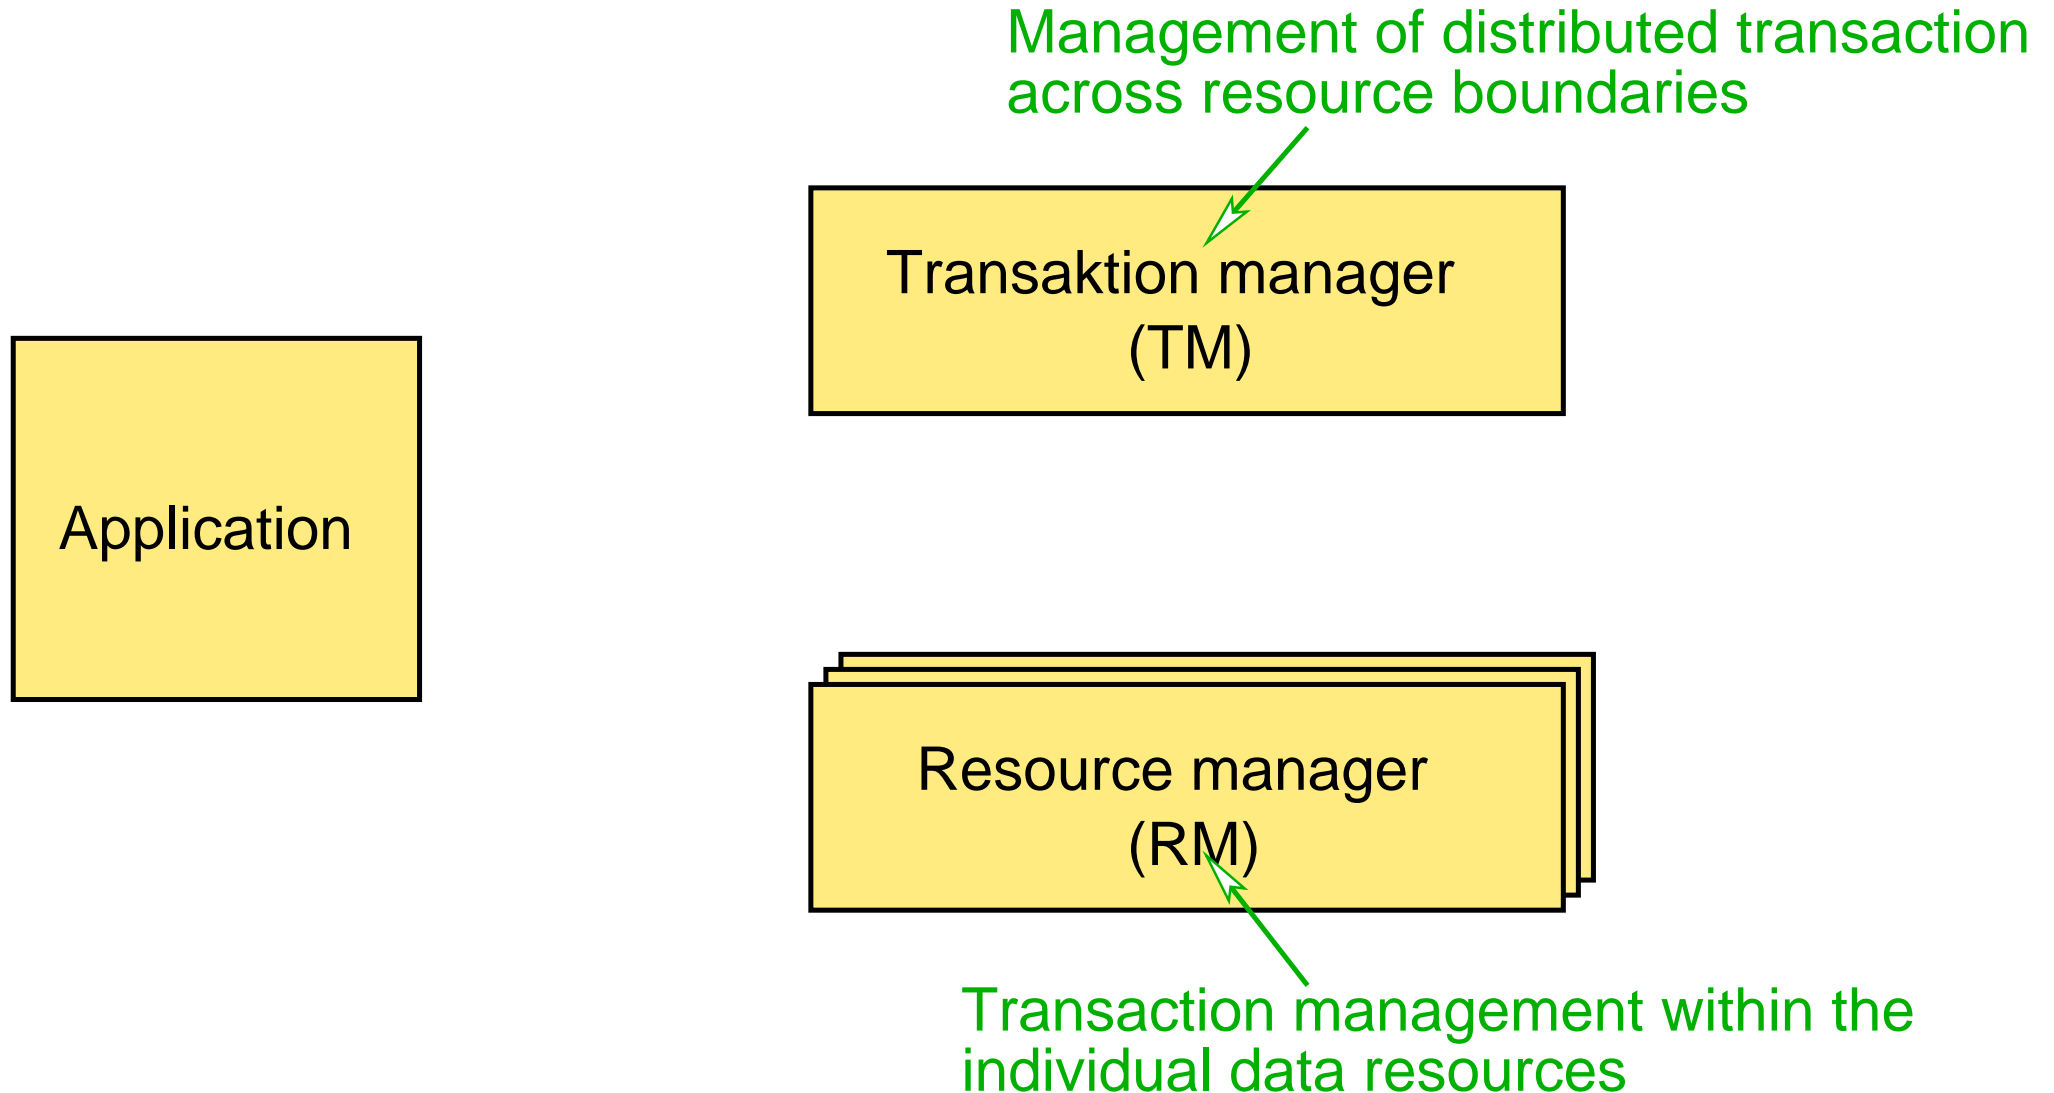 Management of distributed transaction
across resource boundaries
Transaktion manager
(TM)
Application
Resource manager
(RM)
Transaction management within the
individual data resources